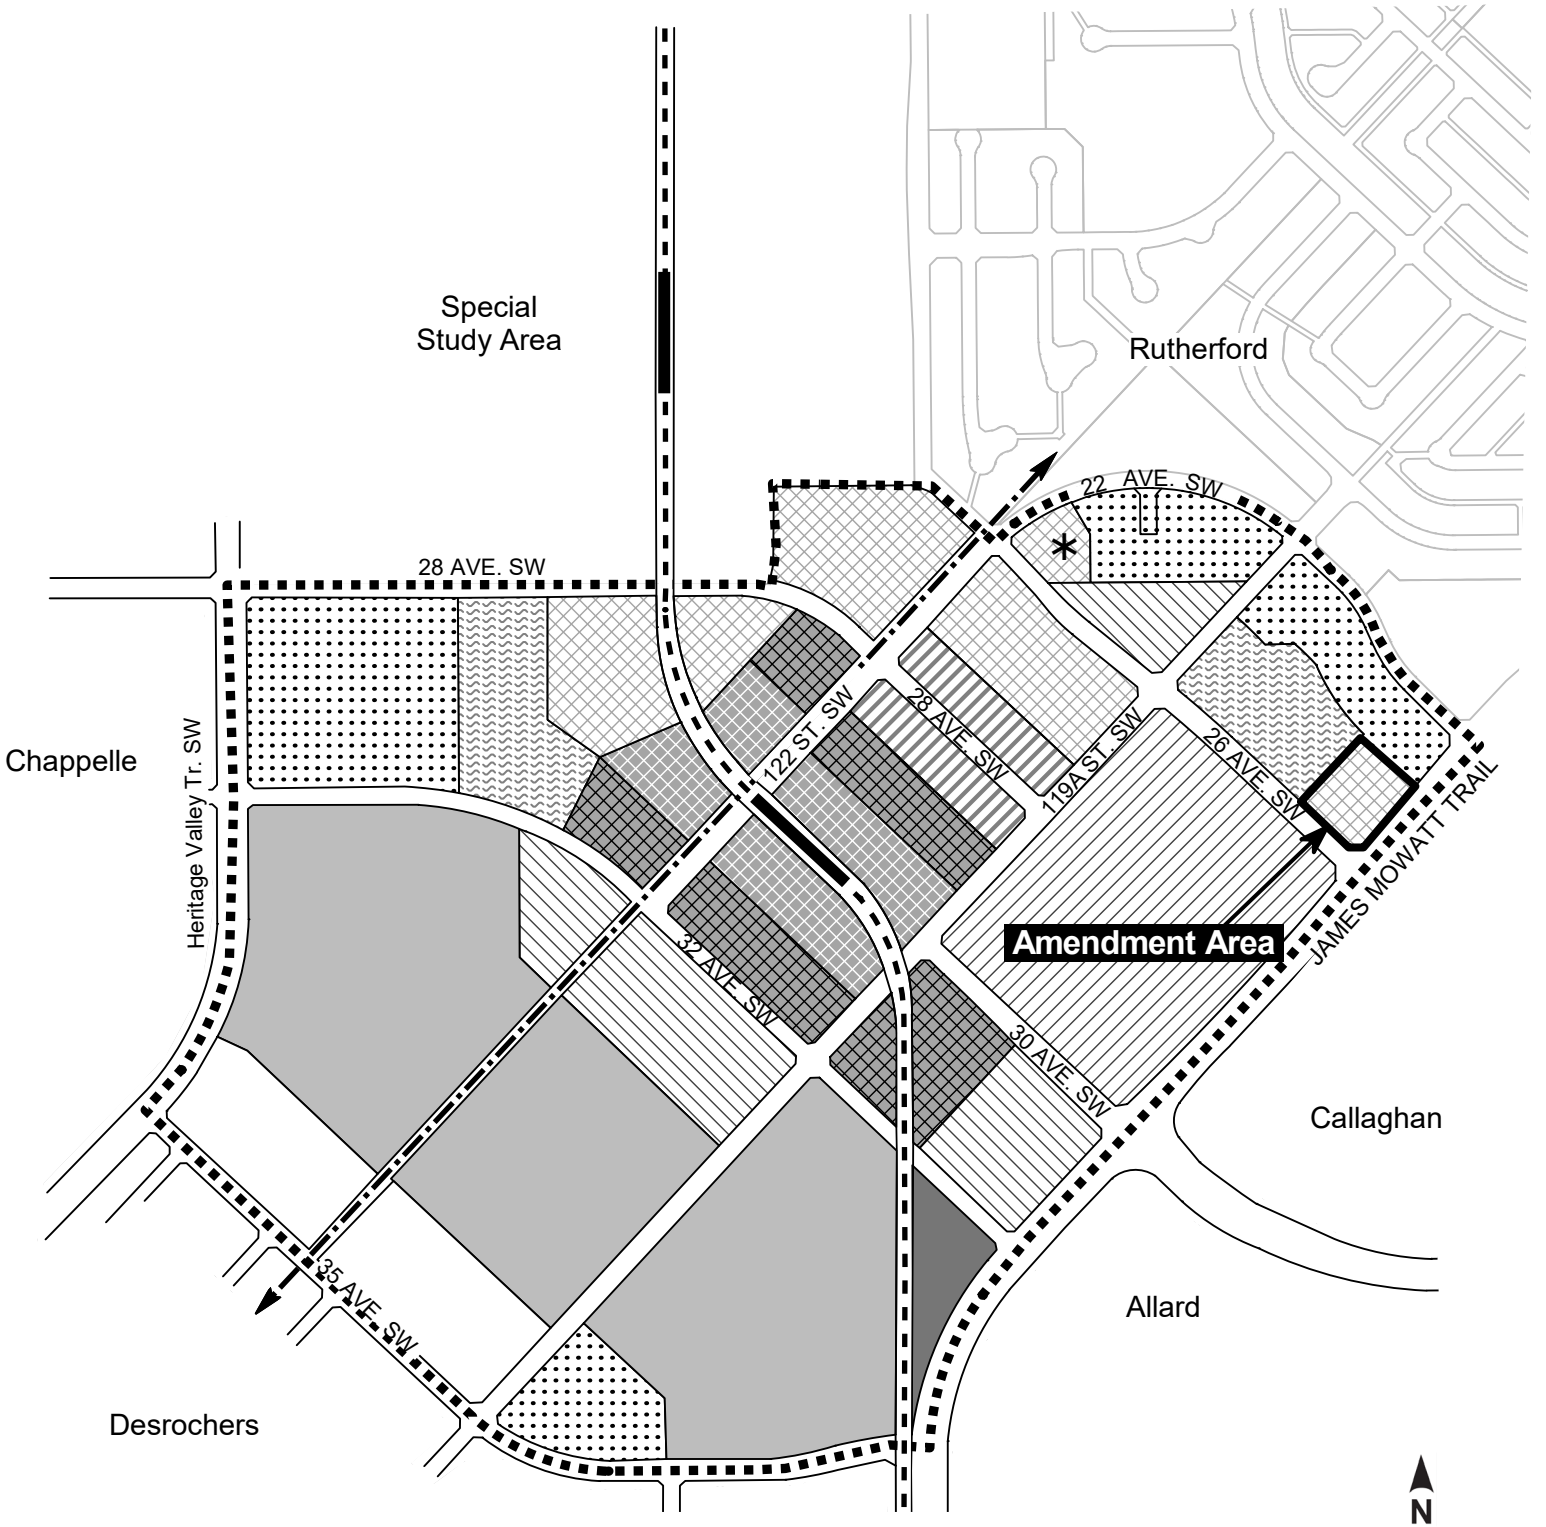 Special
Study Area
Rutherford
22 AVE. SW
28 AVE. SW
Chappelle
Heritage Valley Tr. SW
122 ST. SW
28 AVE. SW
119A ST. SW
26 AVE. SW
JAMES MOWATT TRAIL
Amendment Area
32 AVE. SW
30 AVE. SW
Callaghan
35 AVE. SW
Allard
Desrochers
N